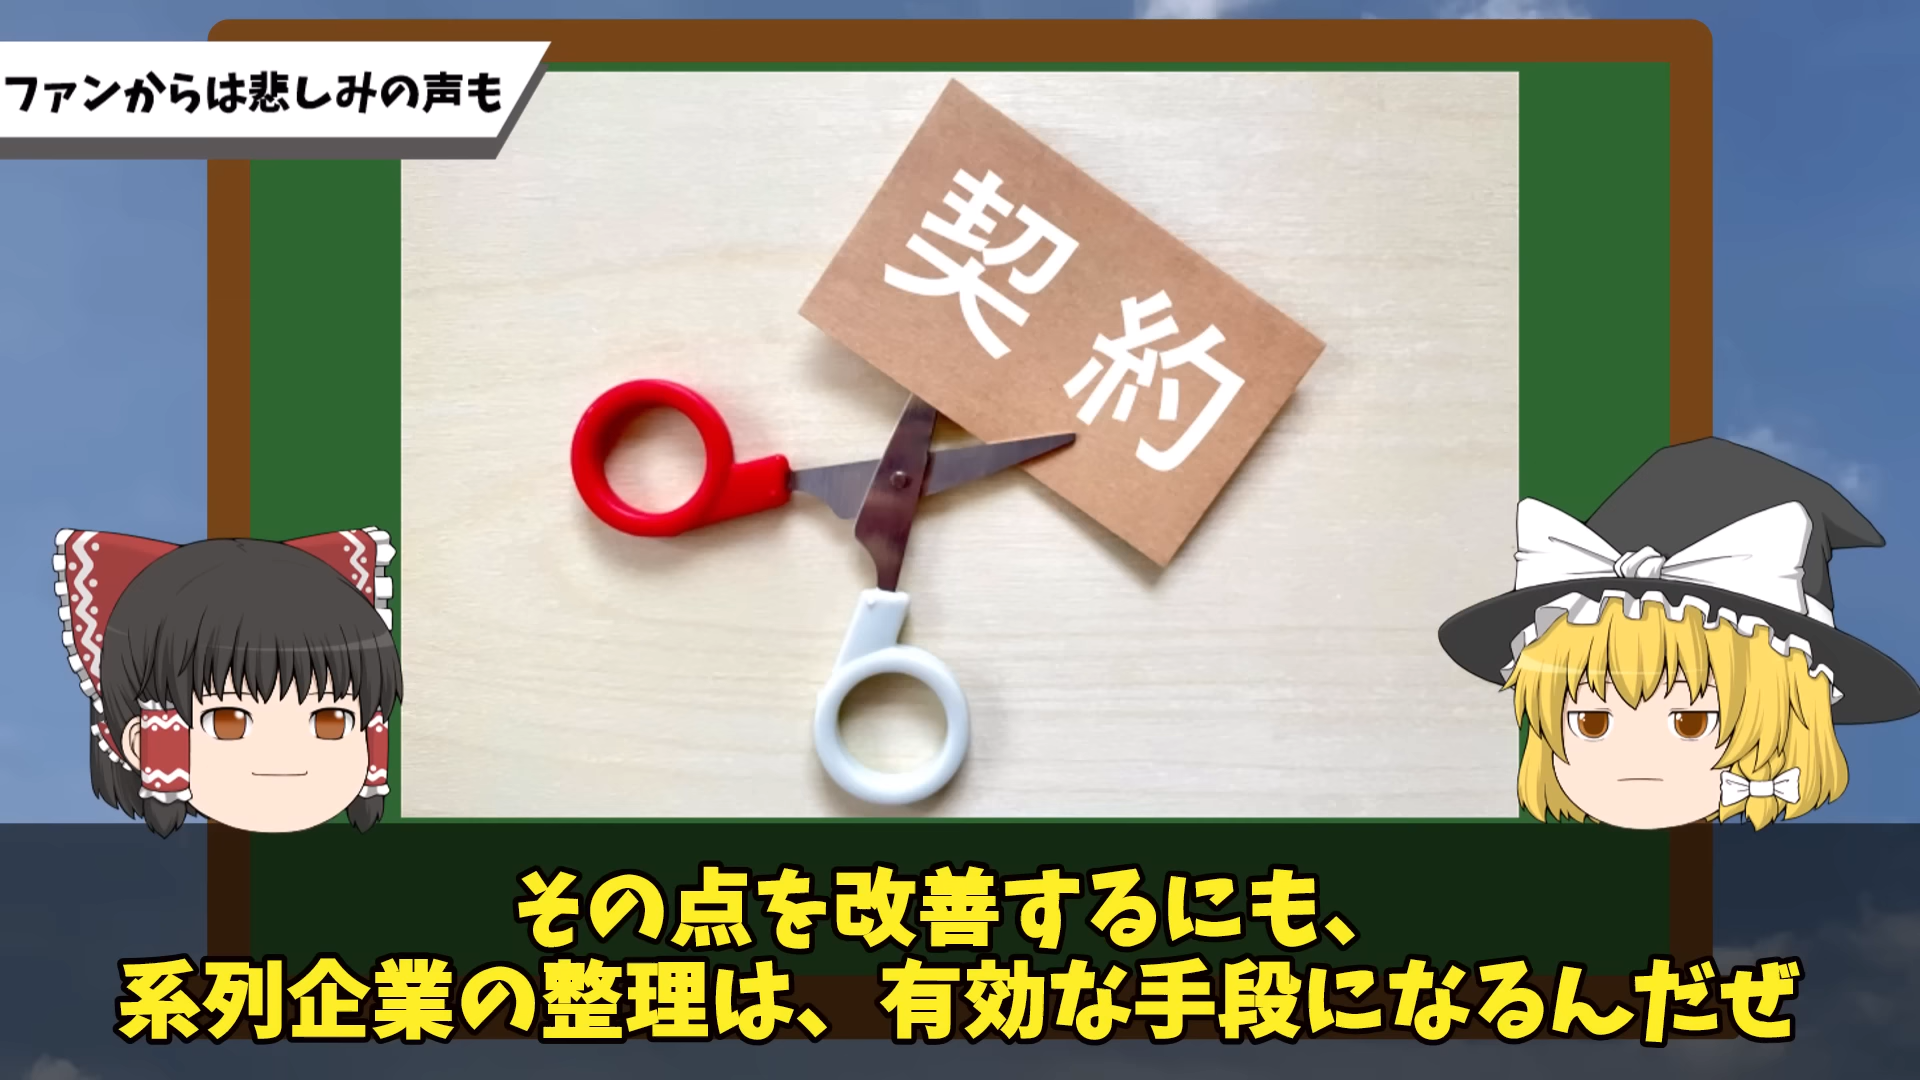 ファンからは悲しみの声も
契約
その点を改善するにも、
系列企業の整理は、有効な手段になるんだぜ